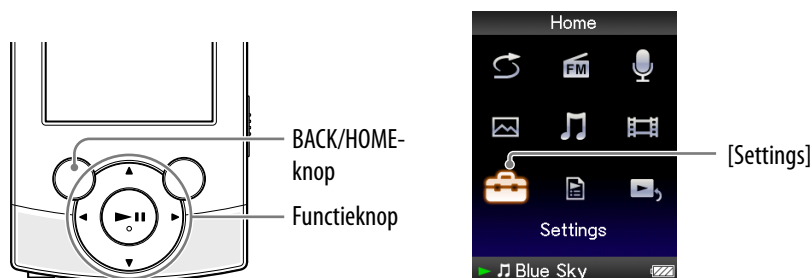 BACK/HOME-
knop
Functieknop
Home
FM
[Settings]
Settings
Blue Sky